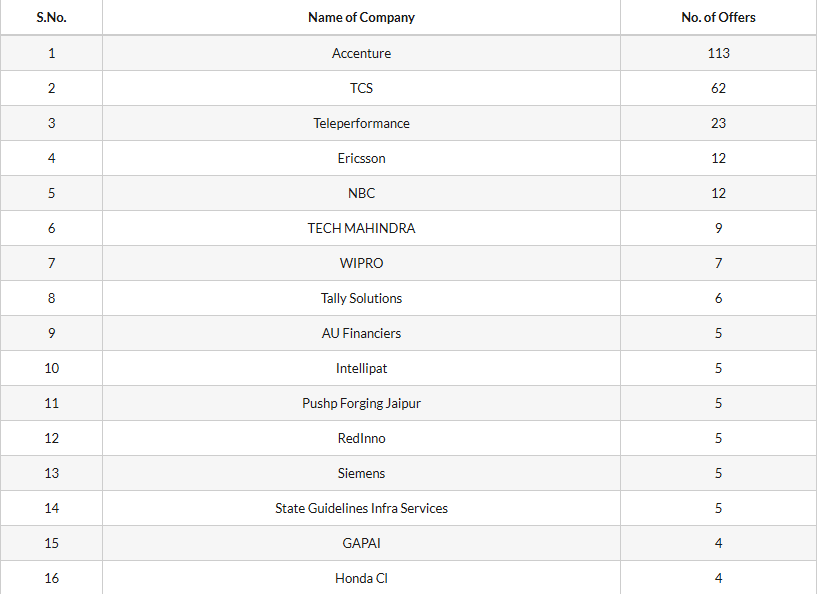 S.No. Name of Company No. of Offers
1 Accenture 113
2 TCS 62
3 Teleperformance 23
4 Ericsson 12
5 NBC 12
6 TECH MAHINDRA 9
7 WIPRO 7
8 Tally Solutions 6
9 AU Financiers 5
10 Intellipat 5
11 Pushp Forging Jaipur 5
12 RedInno 5
13 Siemens 5
14 State Guidelines Infra Services 5
15 GAPAI 4
16 Honda CI 4